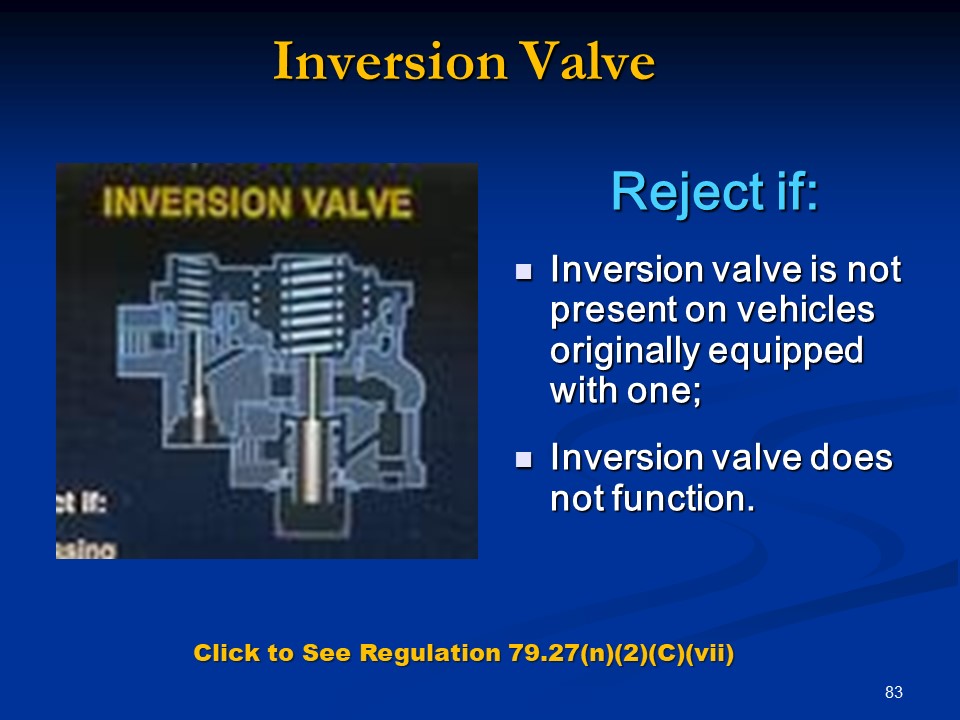 Inversion Valve
INVERSION VALVE
ct if:
ssing
Reject if:
Inversion valve is not
present on vehicles
originally equipped
with one;
Inversion valve does
not function.
Click to See Regulation 79.27(n)(2)(C)(vii)
83